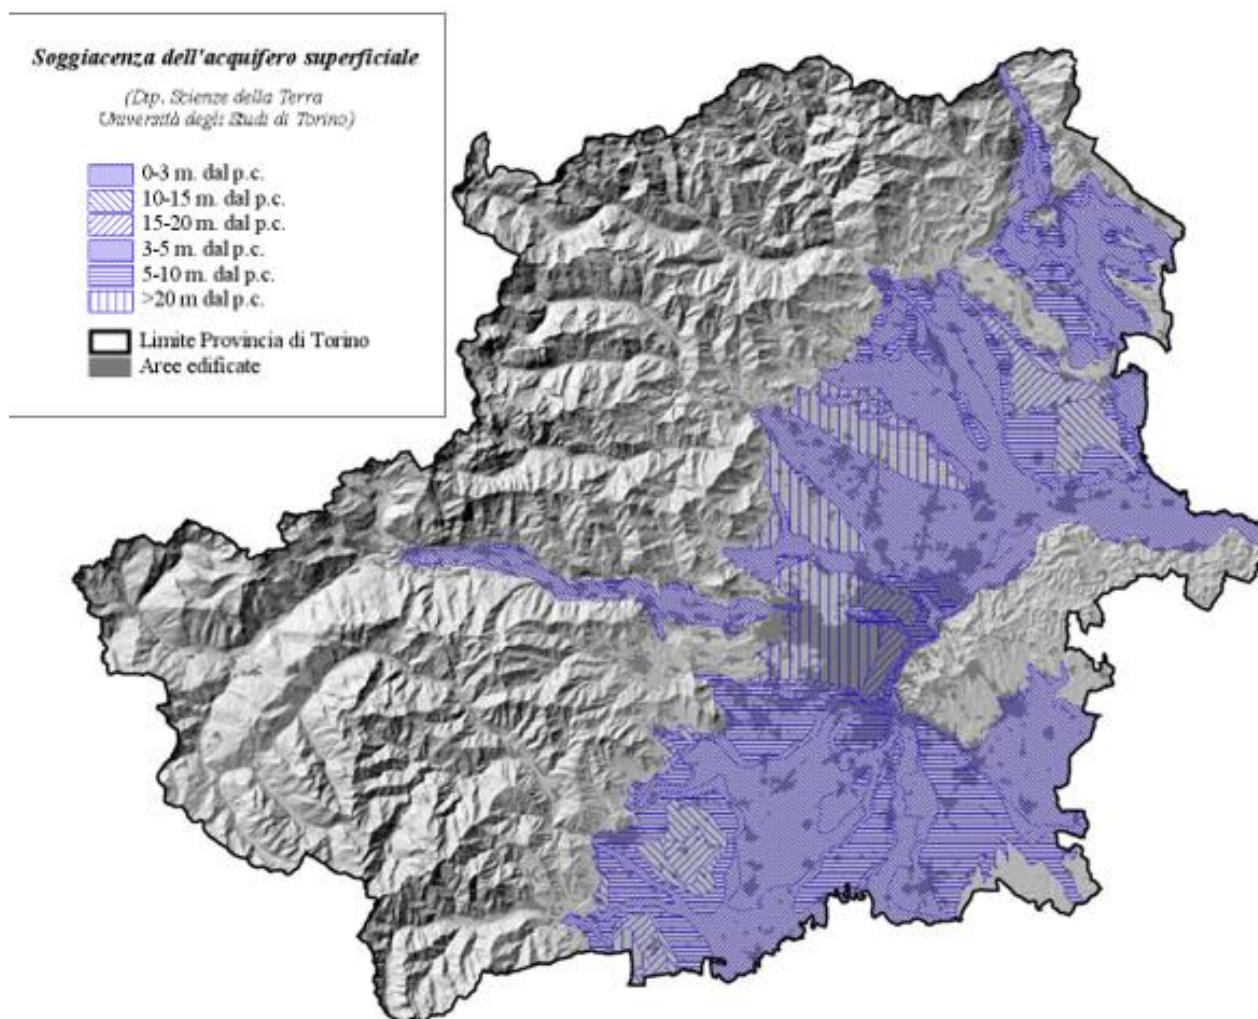 Soggiacenza dell'acquifero superficiale
(Dip. Scienze della Terra
Università degli Studi di Torino)
0-3 m. dal p.c.
10-15 m. dal p.c.
15-20 m. dal p.c.
3-5 m. dal p.c.
5-10 m. dal p.c.
>20 m dal p.c.
Limite Provincia di Torino
Aree edificate